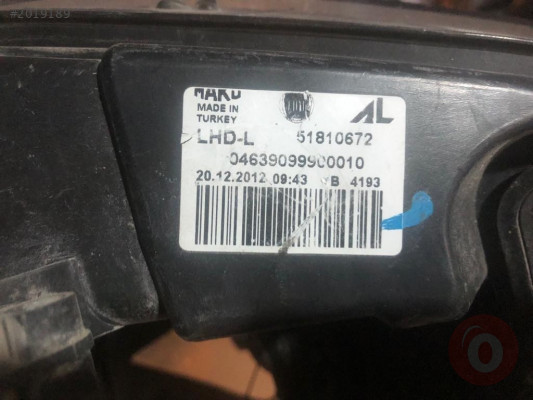 #2019189
MADE IN
TURKEY
AL
LHD-L 51810672
04639099900010
20.12.2012 09:43 B 4193
O